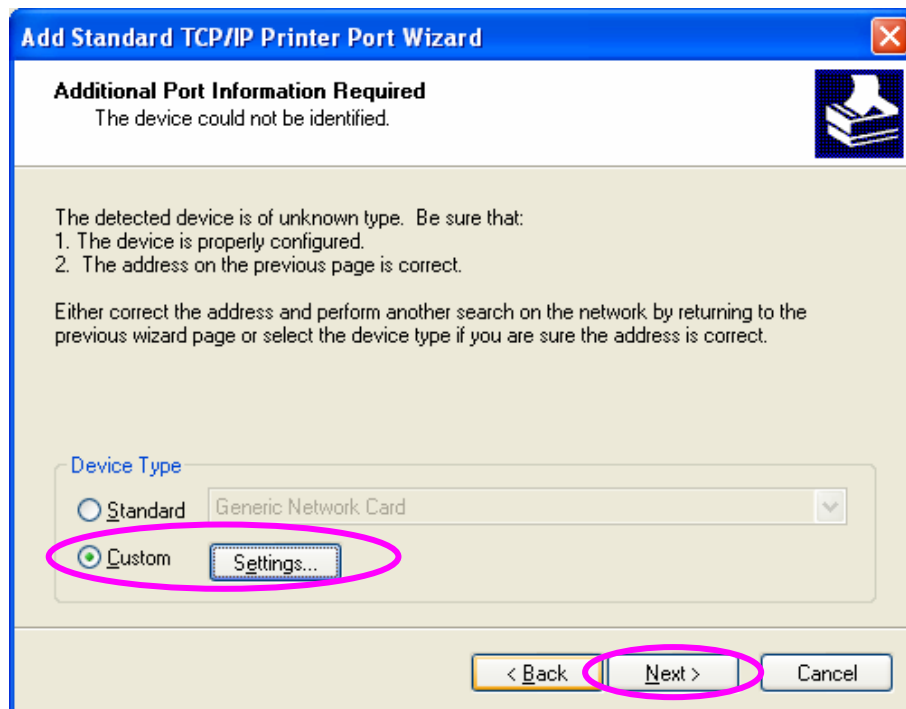 Add Standard TCP/IP Printer Port Wizard
Additional Port Information Required
The device could not be identified.
The detected device is of unknown type.  Be sure that:
1. The device is properly configured.
2.  The address on the previous page is correct.
Either correct the address and perform another search on the network by returning to the
previous wizard page or select the device type if you are sure the address is correct.
Device Type
Standard Generic Network Card
Custom Settings...
< Back Next > Cancel